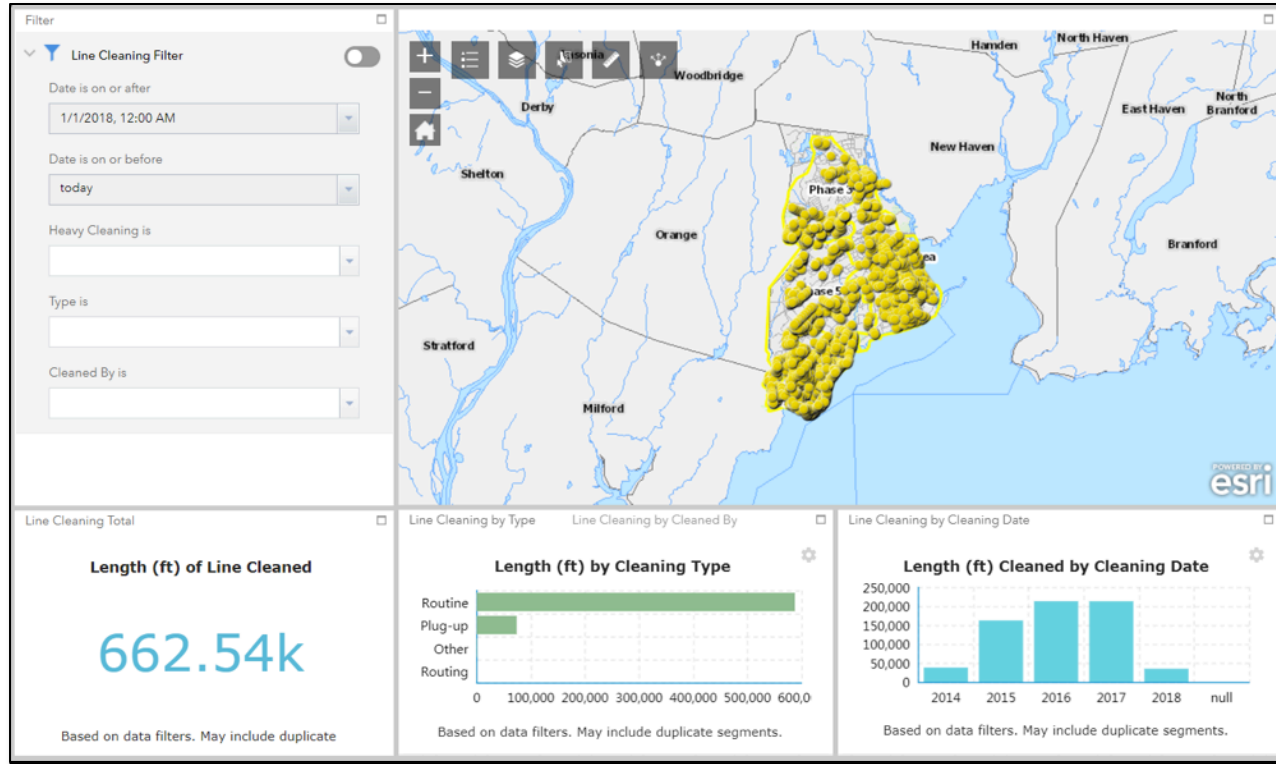 Filter
Line Cleaning Filter
Date is on or after
1/1/2018, 12:00 AM
Date is on or before
today
Heavy Cleaning is
Type is
Cleaned By is
Hamden
North Haven
Woodbridge
Derby
East Haven
North
Branford
New Haven
Shelton
Phase 3
Orange
Branford
Stratford
Milford
POWERED BY
esri
Line Cleaning Total
Length (ft) of Line Cleaned
662.54k
Based on data filters. May include duplicate
Line Cleaning by Type
Line Cleaning by Cleaned By
Length (ft) by Cleaning Type
Routine
Plug-up
Other
Routing
0 100,000 200,000 300,000 400,000 500,000 600,0
Based on data filters. May include duplicate segments.
Line Cleaning by Cleaning Date
Length (ft) Cleaned by Cleaning Date
250,000
200,000
150,000
100,000
50,000
0
2014 2015 2016 2017 2018 null
Based on data filters. May include duplicate segments.